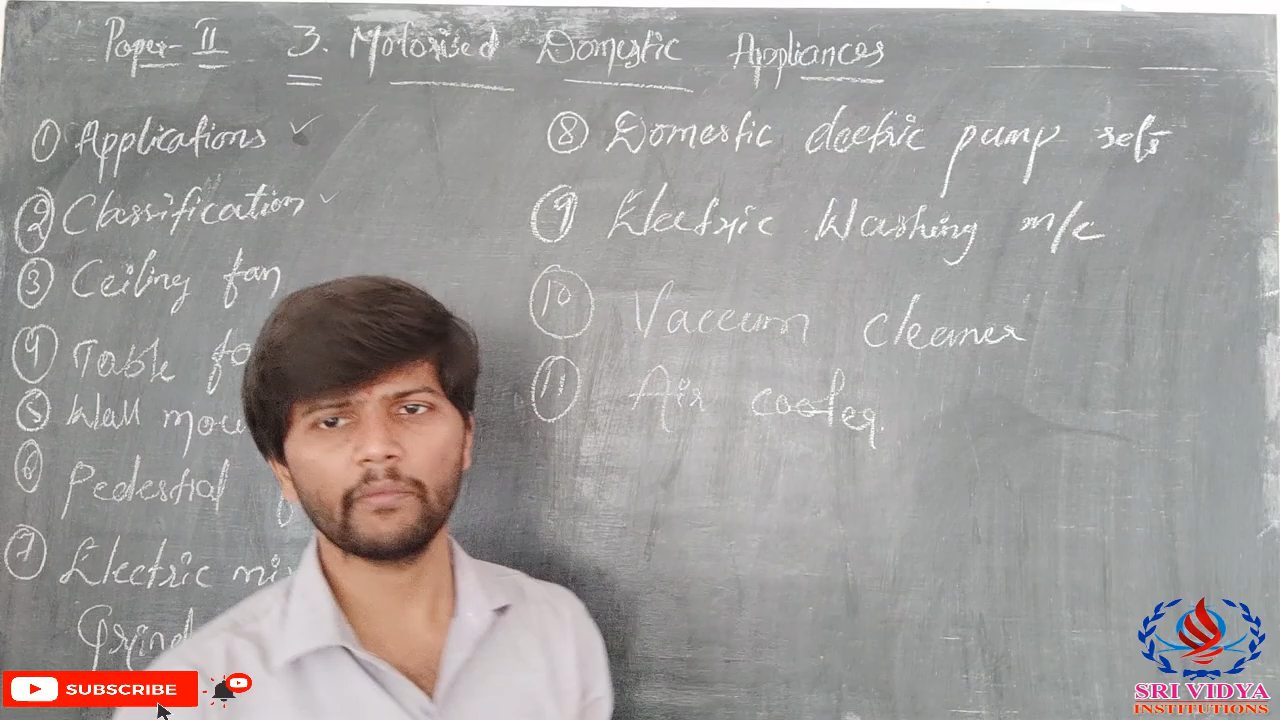 Paper-II 3. Motorised Domestic Appliances
① Applications ✓
② Classification ✓
③ Ceiling fan
④ Table
⑤ Wall
⑥ Pedestial
⑦ Electric
⑧ Domestic electric pump sets
⑨ Electric Washing m/c
⑩ Vaccum cleaner
⑪ Air cooler
SUBSCRIBE
SRI VIDYA
INSTITUTIONS